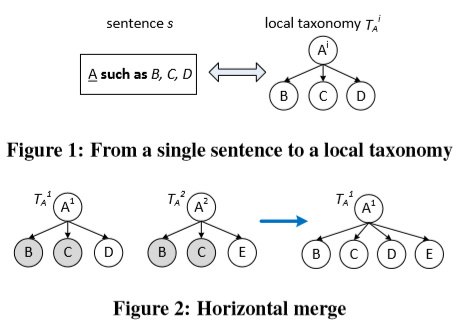 sentence s
local taxonomy T_A^i
A such as B, C, D
A^i
B C D
Figure 1: From a single sentence to a local taxonomy
T_A^1 A^1
T_A^2 A^2
T_A^1 A^1
B C D
B C E
B C D E
Figure 2: Horizontal merge